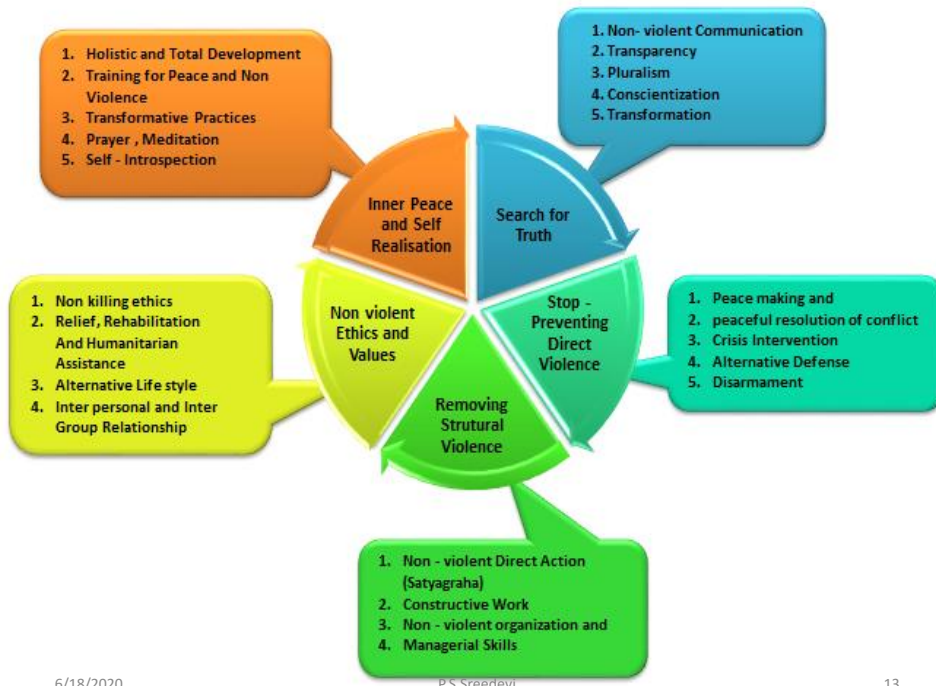 1. Holistic and Total Development
2. Training for Peace and Non
Violence
3. Transformative Practices
4. Prayer , Meditation
5. Self - Introspection
1. Non- violent Communication
2. Transparency
3. Pluralism
4. Conscientization
5. Transformation
Inner Peace
and Self
Realisation
Search for
Truth
1. Non killing ethics
2. Relief, Rehabilitation
And Humanitarian
Assistance
3. Alternative Life style
4. Inter personal and Inter
Group Relationship
Non violent
Ethics and
Values
Stop -
Preventing
Direct
Violence
1. Peace making and
2. peaceful resolution of conflict
3. Crisis Intervention
4. Alternative Defense
5. Disarmament
Removing
Strutural
Violence
1. Non - violent Direct Action
(Satyagraha)
2. Constructive Work
3. Non - violent organization and
4. Managerial Skills
6/18/2020
P.S.Sreedevi
13